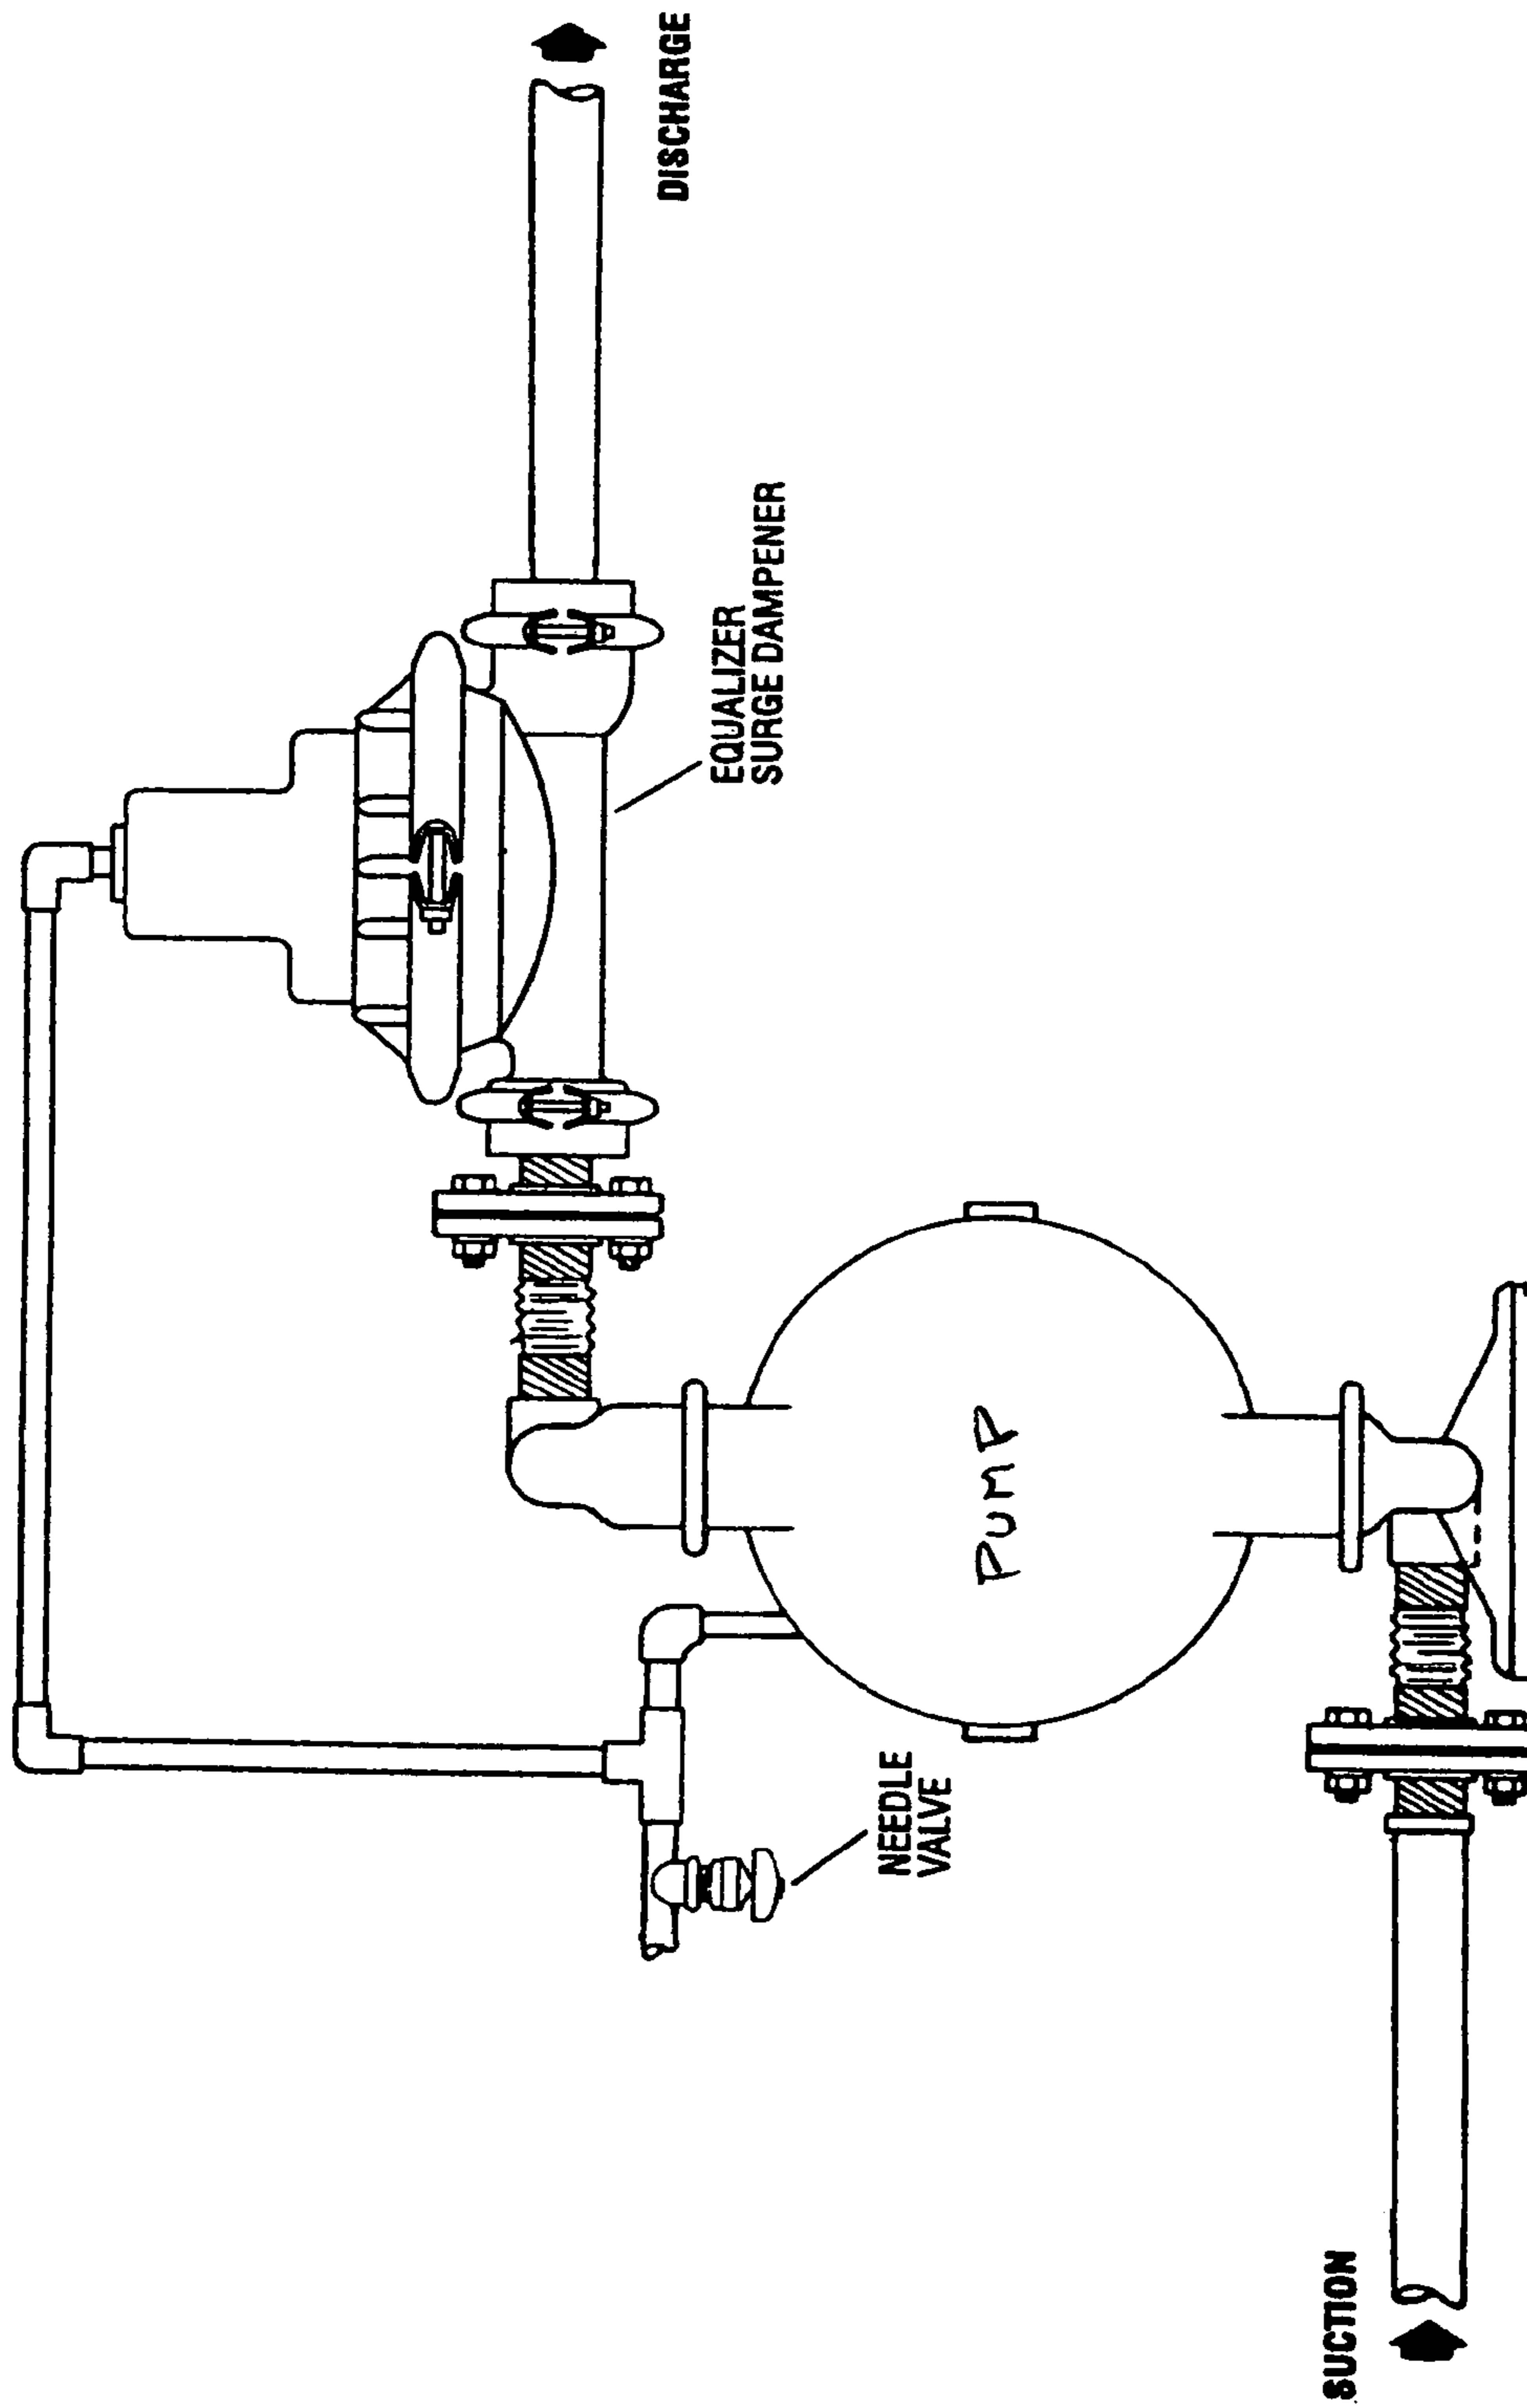 DISCHARGE
EQUALIZER
SURGE DAMPENER
PUMP
NEEDLE
VALVE
SUCTION